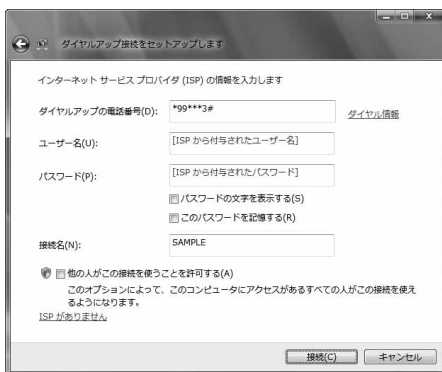 ダイヤルアップ接続をセットアップします
インターネット サービス プロバイダ (ISP) の情報を入力します
ダイヤルアップの電話番号(D):
*99***3#
ダイヤル情報
ユーザー名(U):
[ISP から付与されたユーザー名]
パスワード(P):
[ISP から付与されたパスワード]
パスワードの文字を表示する(S)
このパスワードを記憶する(R)
接続名(N):
SAMPLE
他の人がこの接続を使うことを許可する(A)
このオプションによって、このコンピュータにアクセスがあるすべての人がこの接続を使え
るようになります。
ISP がありません
接続(C)
キャンセル